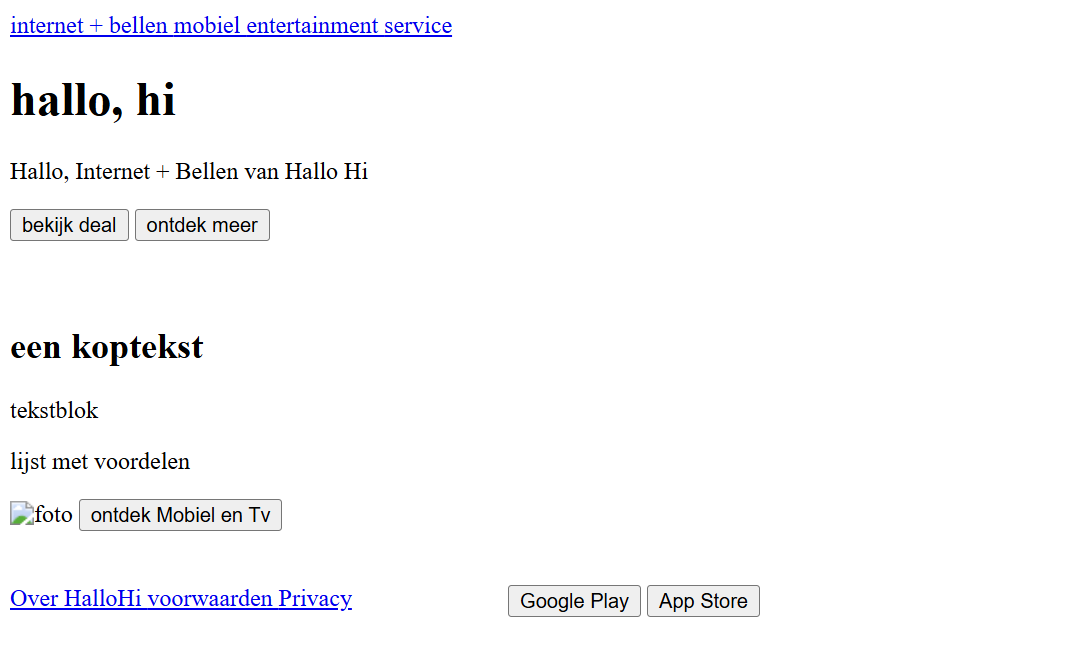 internet + bellen mobiel entertainment service
hallo, hi
Hallo, Internet + Bellen van Hallo Hi
bekijk deal ontdek meer
een koptekst
tekstblok
lijst met voordelen
foto ontdek Mobiel en Tv
Over HalloHi voorwaarden Privacy Google Play App Store